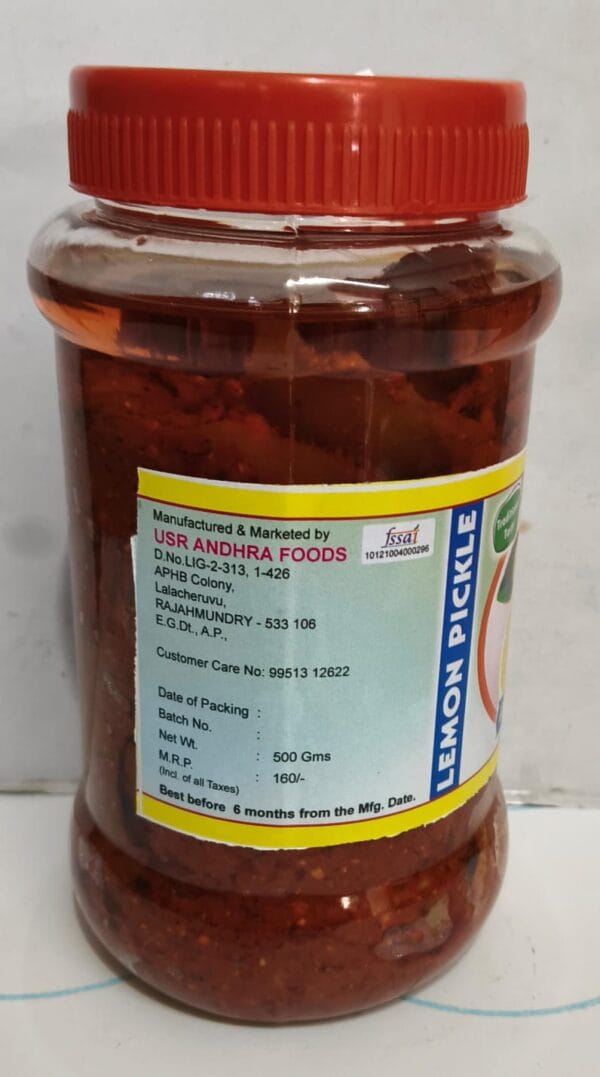 Manufactured & Marketed by
USR ANDHRA FOODS
D.No.LIG-2-313, 1-426
APHB Colony,
Lalacheruvu,
RAJAHMUNDRY - 533 106
E.G.Dt., A.P.,
fssai
10121004000296
Customer Care No: 99513 12622
Date of Packing :
Batch No. :
Net Wt. : 500 Gms
M.R.P. : 160/-
(Incl. of all Taxes)
Best before 6 months from the Mfg. Date.
LEMON PICKLE